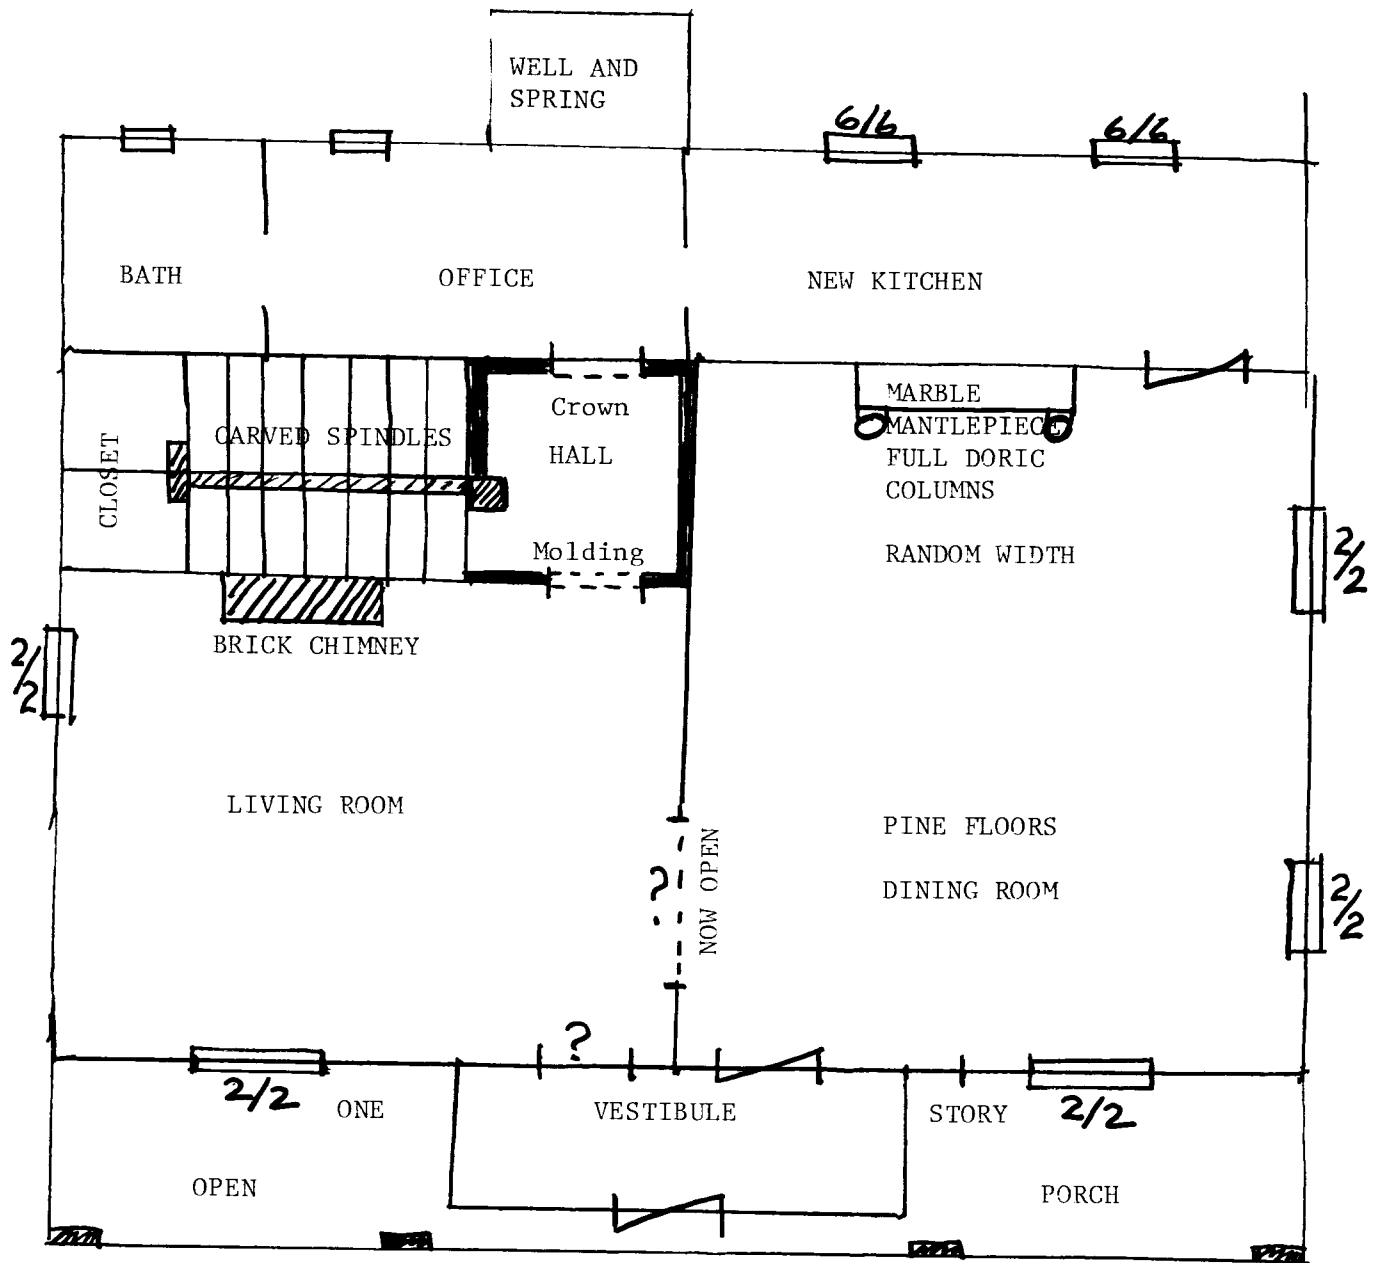 WELL AND
SPRING
6/6
6/6
BATH
OFFICE
NEW KITCHEN
CLOSET
CARVED SPINDLES
Crown
HALL
Molding
MARBLE
MANTLEPIECE
FULL DORIC
COLUMNS
RANDOM WIDTH
2/2
BRICK CHIMNEY
2/2
LIVING ROOM
?
NOW OPEN
PINE FLOORS
DINING ROOM
2/2
?
2/2
ONE
VESTIBULE
STORY
2/2
OPEN
PORCH